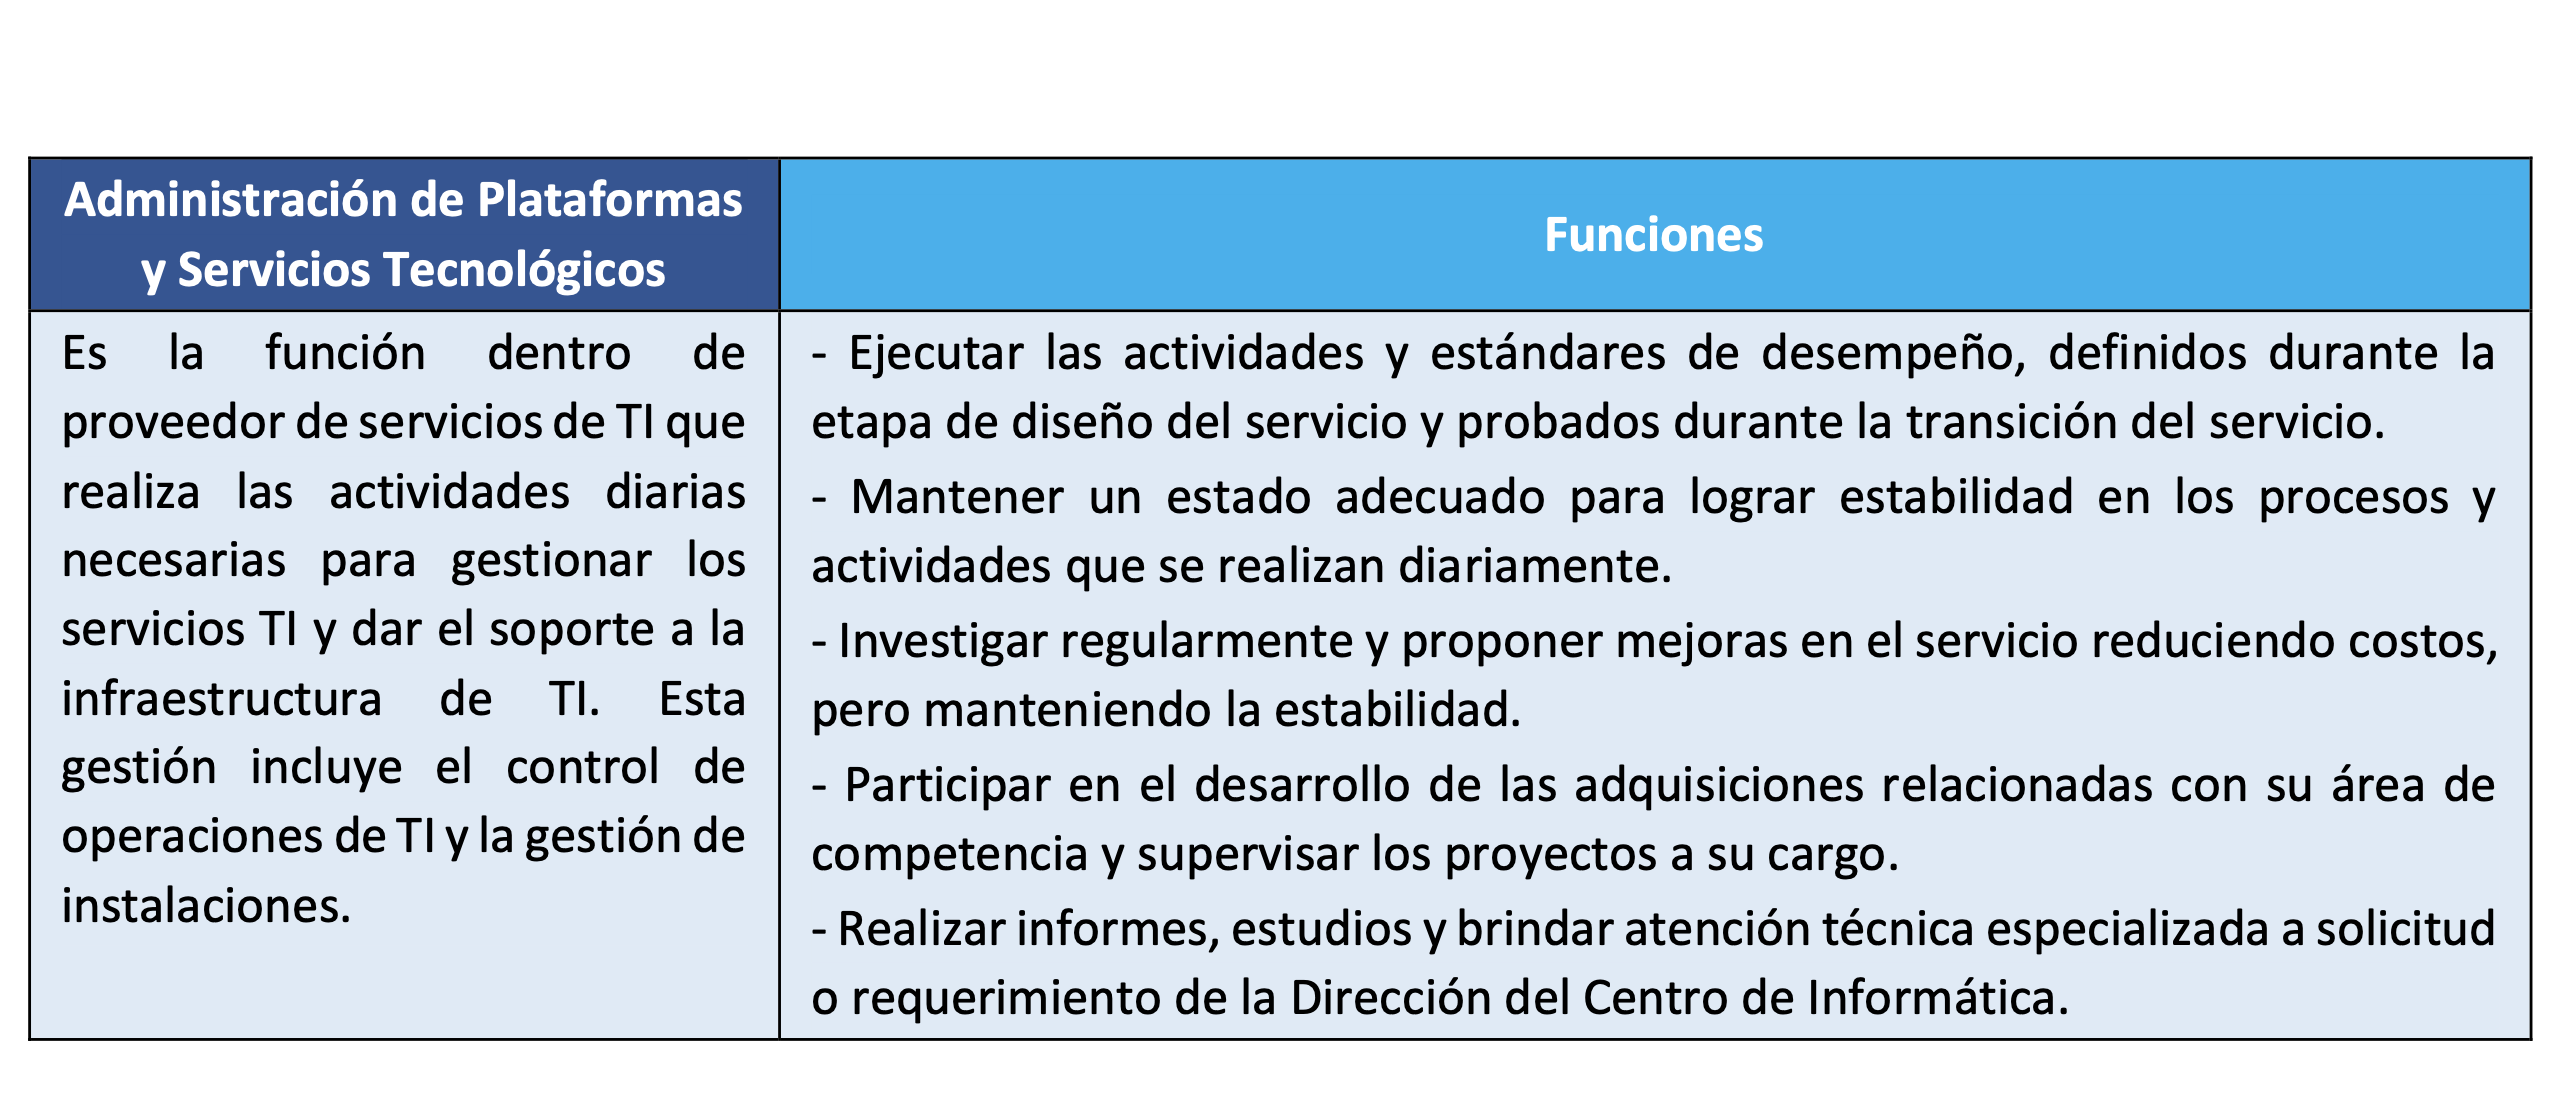 Administración de Plataformas
y Servicios Tecnológicos
Funciones
Es la función dentro de
proveedor de servicios de TI que
realiza las actividades diarias
necesarias para gestionar los
servicios TI y dar el soporte a la
infraestructura de TI. Esta
gestión incluye el control de
operaciones de TI y la gestión de
instalaciones.
- Ejecutar las actividades y estándares de desempeño, definidos durante la
etapa de diseño del servicio y probados durante la transición del servicio.
- Mantener un estado adecuado para lograr estabilidad en los procesos y
actividades que se realizan diariamente.
- Investigar regularmente y proponer mejoras en el servicio reduciendo costos,
pero manteniendo la estabilidad.
- Participar en el desarrollo de las adquisiciones relacionadas con su área de
competencia y supervisar los proyectos a su cargo.
- Realizar informes, estudios y brindar atención técnica especializada a solicitud
o requerimiento de la Dirección del Centro de Informática.